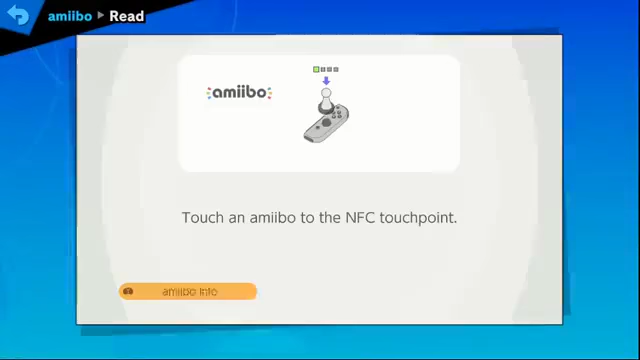 amiibo ▶ Read
amiibo
Touch an amiibo to the NFC touchpoint.
amiibo Info